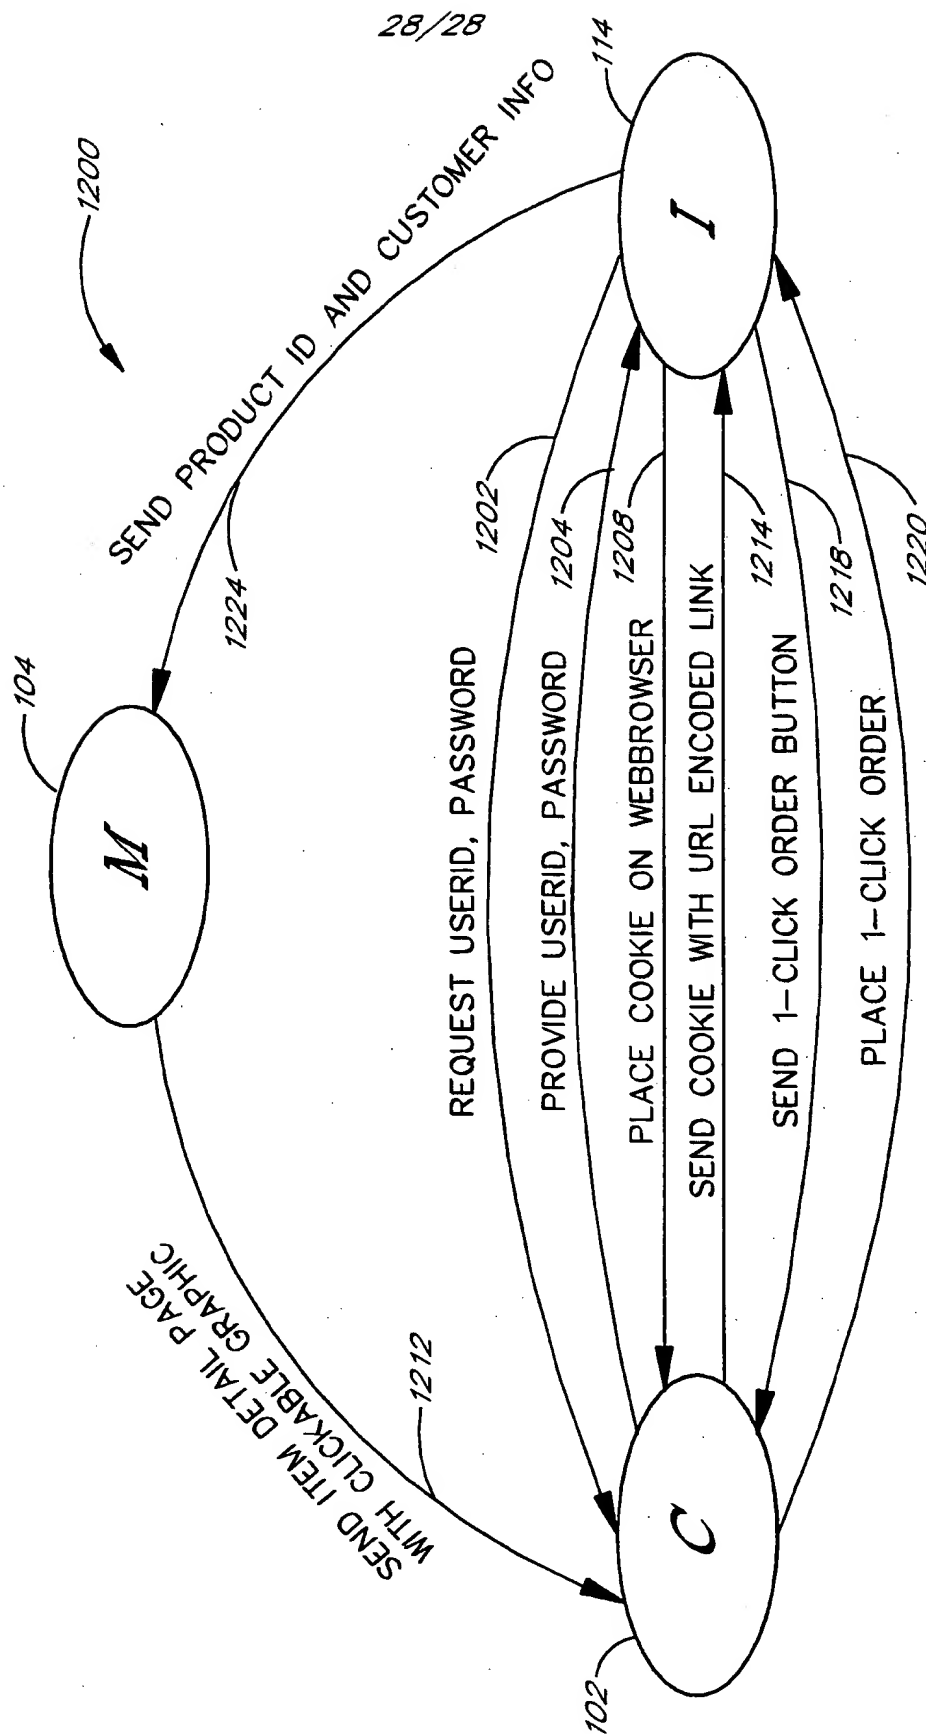 28/28
1200
104
M
SEND PRODUCT ID AND CUSTOMER INFO
1224
SEND ITEM DETAIL PAGE
WITH CLICKABLE GRAPHIC
1212
114
I
102
C
REQUEST USERID, PASSWORD
1202
PROVIDE USERID, PASSWORD
1204
PLACE COOKIE ON WEBBROWSER
1208
SEND COOKIE WITH URL ENCODED LINK
1214
SEND 1-CLICK ORDER BUTTON
1218
PLACE 1-CLICK ORDER
1220